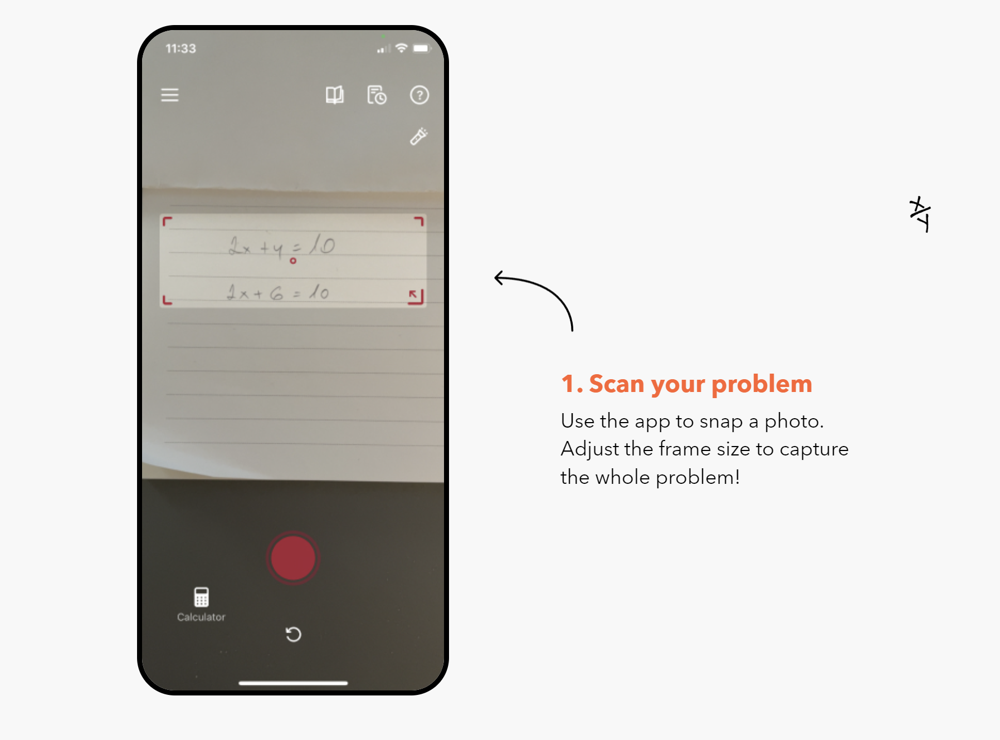 11:33
2x + y = 10
2x + 6 = 10
Calculator
x/y
1. Scan your problem
Use the app to snap a photo.
Adjust the frame size to capture
the whole problem!